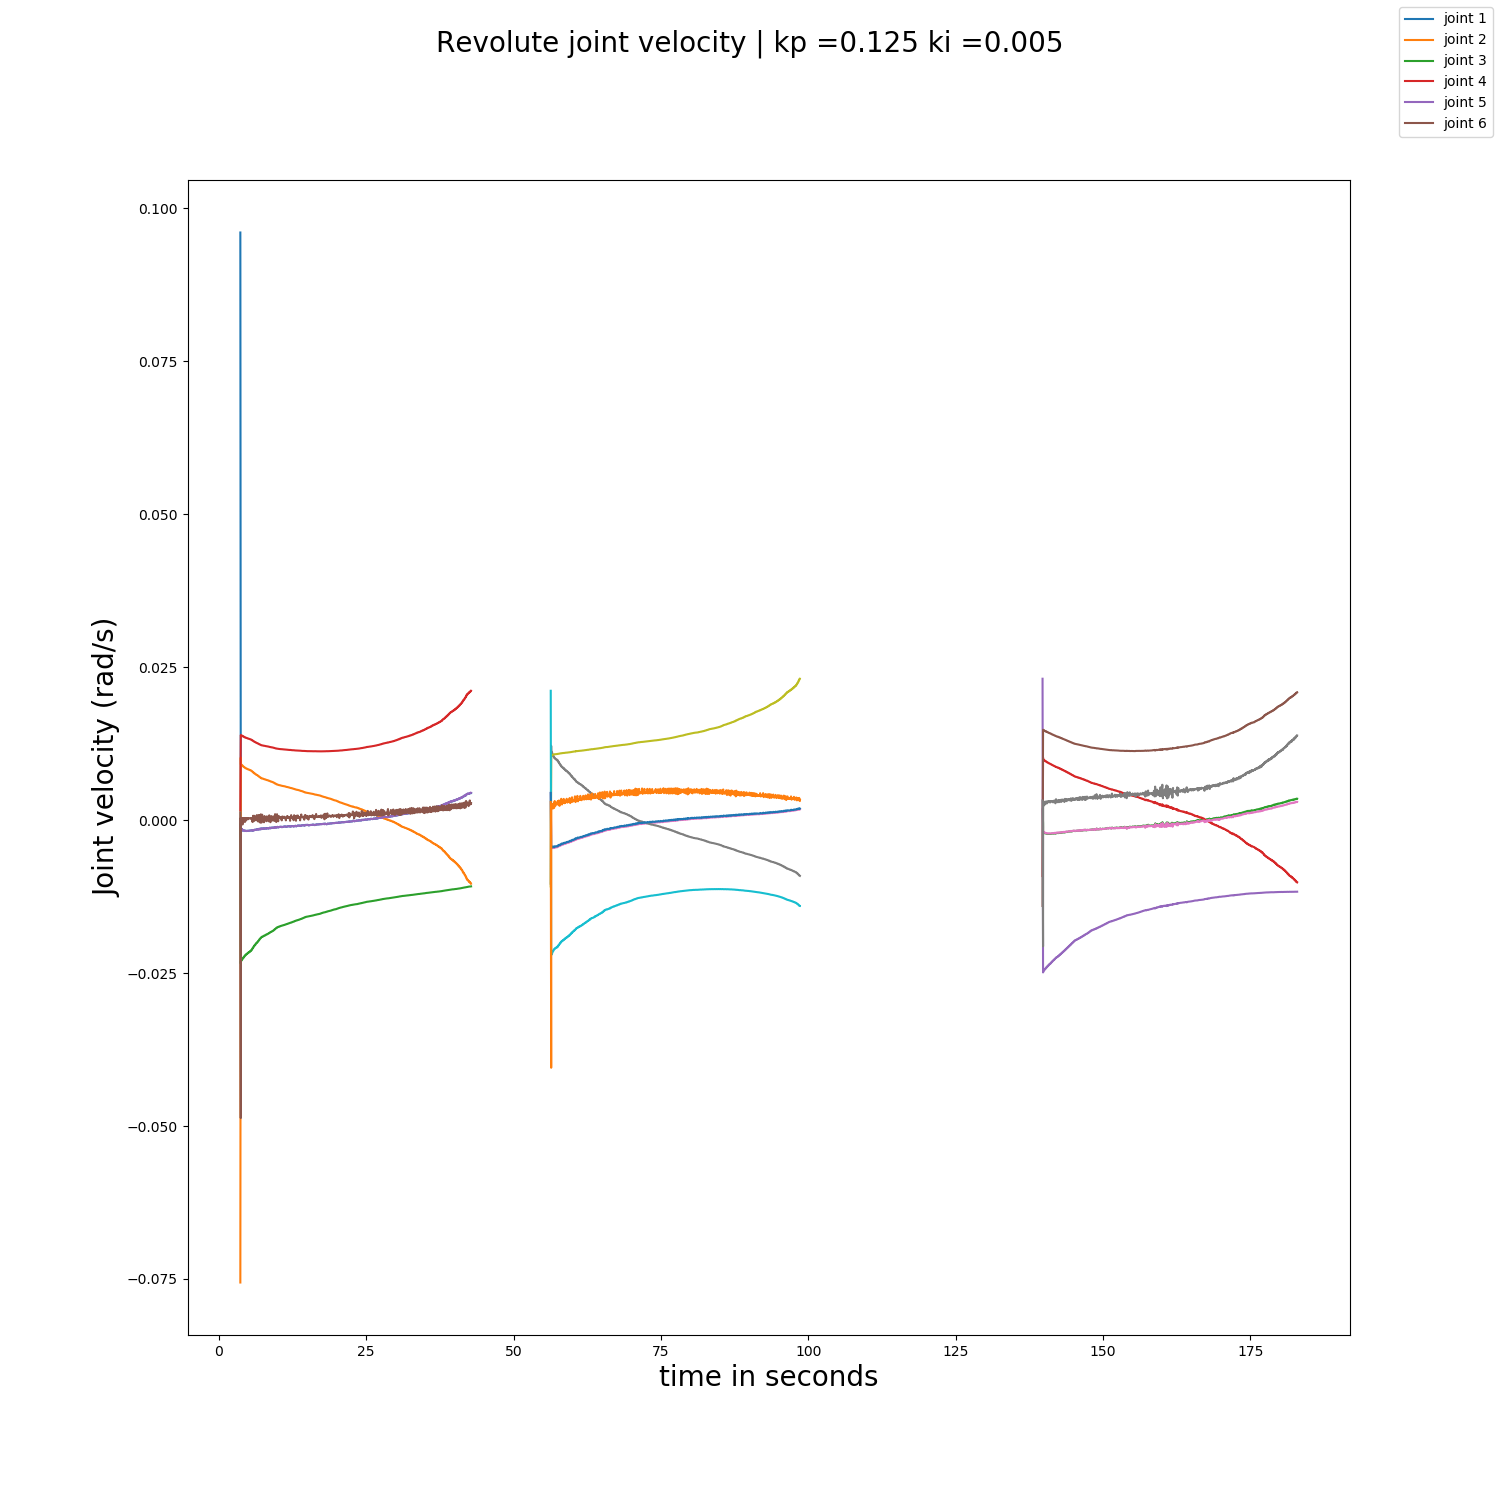 Revolute joint velocity | kp =0.125 ki =0.005
joint 1
joint 2
joint 3
joint 4
joint 5
joint 6
0.100
0.075
0.050
0.025
0.000
−0.025
−0.050
−0.075
Joint velocity (rad/s)
0 25 50 75 100 125 150 175
time in seconds